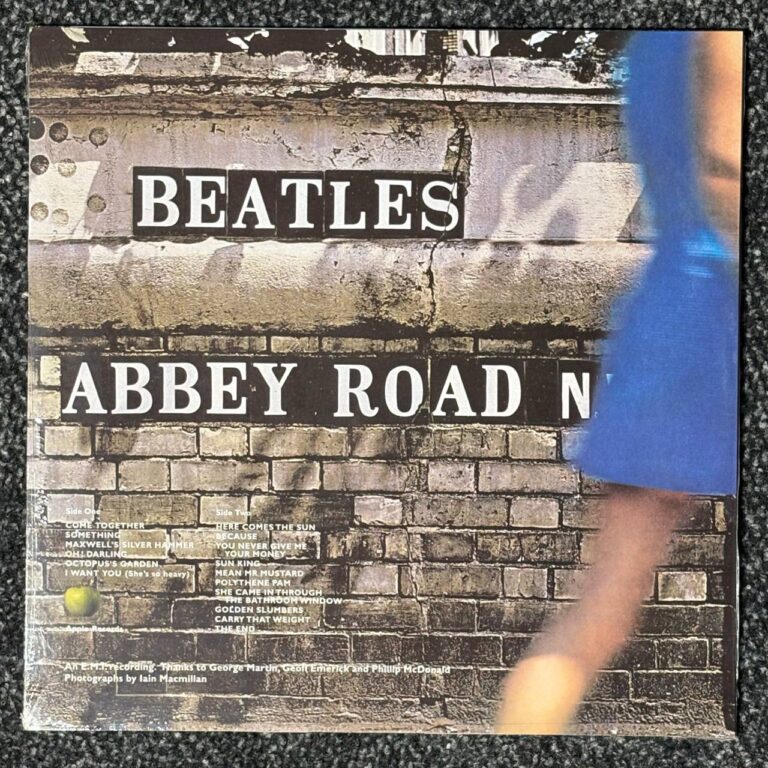 BEATLES
ABBEY ROAD N
Side One
COME TOGETHER
SOMETHING
MAXWELL'S SILVER HAMMER
OH! DARLING
OCTOPUS'S GARDEN
I WANT YOU (She's so heavy)
Apple Records
Side Two
HERE COMES THE SUN
BECAUSE
YOU NEVER GIVE ME
YOUR MONEY
SUN KING
MEAN MR MUSTARD
POLYTHENE PAM
SHE CAME IN THROUGH
THE BATHROOM WINDOW
GOLDEN SLUMBERS
CARRY THAT WEIGHT
THE END
An E.M.I. recording. Thanks to George Martin, Geoff Emerick and Phillip McDonald
Photographs by Iain Macmillan